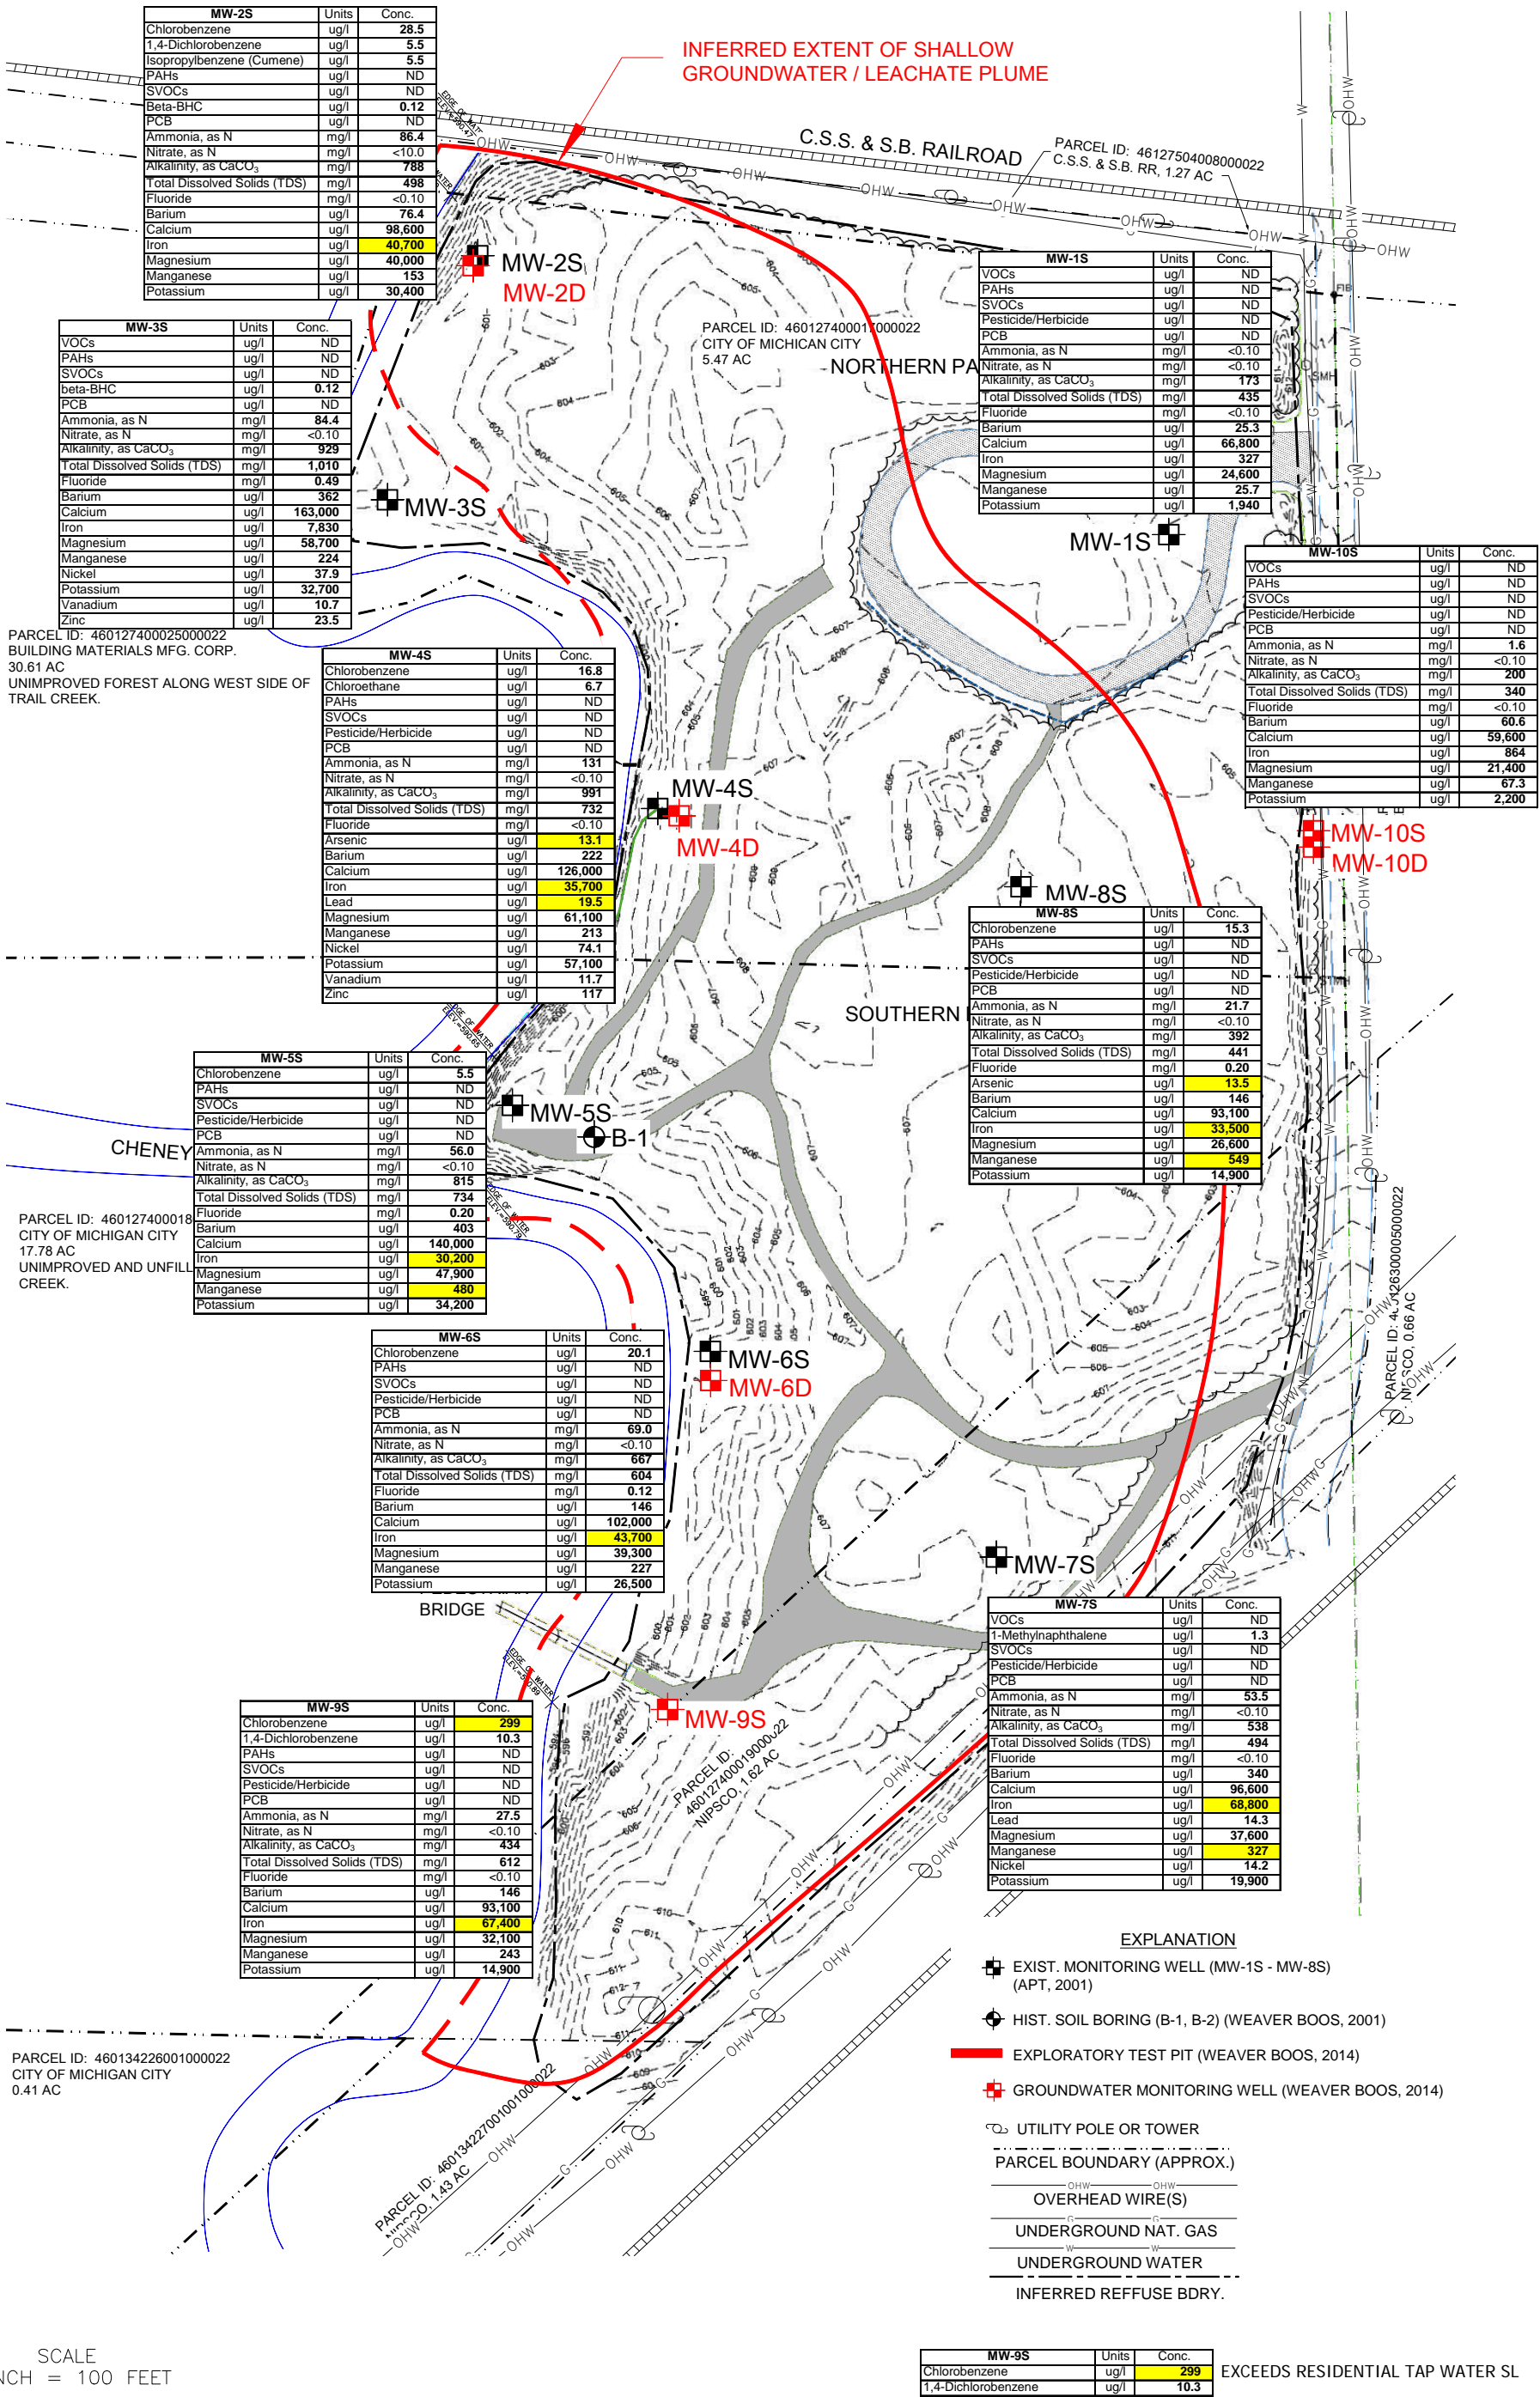 MW-2S Units Conc.
Chlorobenzene ug/l 28.5
1,4-Dichlorobenzene ug/l 5.5
Isopropylbenzene (Cumene) ug/l 5.5
PAHs ug/l ND
SVOCs ug/l ND
Beta-BHC ug/l 0.12
PCB ug/l ND
Ammonia, as N mg/l 86.4
Nitrate, as N mg/l <10.0
Alkalinity, as CaCO3 mg/l 788
Total Dissolved Solids (TDS) mg/l 498
Fluoride mg/l <0.10
Barium ug/l 76.4
Calcium ug/l 98,600
Iron ug/l 40,700
Magnesium ug/l 40,000
Manganese ug/l 153
Potassium ug/l 30,400
INFERRED EXTENT OF SHALLOW
GROUNDWATER / LEACHATE PLUME
C.S.S. & S.B. RAILROAD
PARCEL ID: 46127504008000022
C.S.S. & S.B. RR, 1.27 AC
MW-2S
MW-2D
MW-1S Units Conc.
VOCs ug/l ND
PAHs ug/l ND
SVOCs ug/l ND
Pesticide/Herbicide ug/l ND
PCB ug/l ND
Ammonia, as N mg/l <0.10
Nitrate, as N mg/l <0.10
Alkalinity, as CaCO3 mg/l 173
Total Dissolved Solids (TDS) mg/l 435
Fluoride mg/l <0.10
Barium ug/l 25.3
Calcium ug/l 66,800
Iron ug/l 327
Magnesium ug/l 24,600
Manganese ug/l 25.7
Potassium ug/l 1,940
MW-3S Units Conc.
VOCs ug/l ND
PAHs ug/l ND
SVOCs ug/l ND
beta-BHC ug/l 0.12
PCB ug/l ND
Ammonia, as N mg/l 84.4
Nitrate, as N mg/l <0.10
Alkalinity, as CaCO3 mg/l 929
Total Dissolved Solids (TDS) mg/l 1,010
Fluoride mg/l 0.49
Barium ug/l 362
Calcium ug/l 163,000
Iron ug/l 7,830
Magnesium ug/l 58,700
Manganese ug/l 224
Nickel ug/l 37.9
Potassium ug/l 32,700
Vanadium ug/l 10.7
Zinc ug/l 23.5
PARCEL ID: 460127400017000022
CITY OF MICHICAN CITY
5.47 AC
NORTHERN PA
MW-3S
MW-1S
MW-10S Units Conc.
VOCs ug/l ND
PAHs ug/l ND
SVOCs ug/l ND
Pesticide/Herbicide ug/l ND
PCB ug/l ND
Ammonia, as N mg/l 1.6
Nitrate, as N mg/l <0.10
Alkalinity, as CaCO3 mg/l 200
Total Dissolved Solids (TDS) mg/l 340
Fluoride mg/l <0.10
Barium ug/l 60.6
Calcium ug/l 59,600
Iron ug/l 864
Magnesium ug/l 21,400
Manganese ug/l 67.3
Potassium ug/l 2,200
PARCEL ID: 460127400025000022
BUILDING MATERIALS MFG. CORP.
30.61 AC
UNIMPROVED FOREST ALONG WEST SIDE OF
TRAIL CREEK.
MW-4S Units Conc.
Chlorobenzene ug/l 16.8
Chloroethane ug/l 6.7
PAHs ug/l ND
SVOCs ug/l ND
Pesticide/Herbicide ug/l ND
PCB ug/l ND
Ammonia, as N mg/l 131
Nitrate, as N mg/l <0.10
Alkalinity, as CaCO3 mg/l 991
Total Dissolved Solids (TDS) mg/l 732
Fluoride mg/l <0.10
Arsenic ug/l 13.1
Barium ug/l 222
Calcium ug/l 126,000
Iron ug/l 35,700
Lead ug/l 19.5
Magnesium ug/l 61,100
Manganese ug/l 213
Nickel ug/l 74.1
Potassium ug/l 57,100
Vanadium ug/l 11.7
Zinc ug/l 117
MW-4S
MW-4D
MW-10S
MW-10D
MW-8S
MW-8S Units Conc.
Chlorobenzene ug/l 15.3
PAHs ug/l ND
SVOCs ug/l ND
Pesticide/Herbicide ug/l ND
PCB ug/l ND
Ammonia, as N mg/l 21.7
Nitrate, as N mg/l <0.10
Alkalinity, as CaCO3 mg/l 392
Total Dissolved Solids (TDS) mg/l 441
Fluoride mg/l 0.20
Arsenic ug/l 13.5
Barium ug/l 146
Calcium ug/l 93,100
Iron ug/l 33,500
Magnesium ug/l 26,600
Manganese ug/l 549
Potassium ug/l 14,900
SOUTHERN
MW-5S Units Conc.
Chlorobenzene ug/l 5.5
PAHs ug/l ND
SVOCs ug/l ND
Pesticide/Herbicide ug/l ND
PCB ug/l ND
Ammonia, as N mg/l 56.0
Nitrate, as N mg/l <0.10
Alkalinity, as CaCO3 mg/l 815
Total Dissolved Solids (TDS) mg/l 734
Fluoride mg/l 0.20
Barium ug/l 403
Calcium ug/l 140,000
Iron ug/l 30,200
Magnesium ug/l 47,900
Manganese ug/l 480
Potassium ug/l 34,200
MW-5S
B-1
CHENEY
PARCEL ID: 460127400018
CITY OF MICHIGAN CITY
17.78 AC
UNIMPROVED AND UNFILL
CREEK.
NIPSCO, 0.66 AC
MW-6S Units Conc.
Chlorobenzene ug/l 20.1
PAHs ug/l ND
SVOCs ug/l ND
Pesticide/Herbicide ug/l ND
PCB ug/l ND
Ammonia, as N mg/l 69.0
Nitrate, as N mg/l <0.10
Alkalinity, as CaCO3 mg/l 667
Total Dissolved Solids (TDS) mg/l 604
Fluoride mg/l 0.12
Barium ug/l 146
Calcium ug/l 102,000
Iron ug/l 43,700
Magnesium ug/l 39,300
Manganese ug/l 227
Potassium ug/l 26,500
MW-6S
MW-6D
MW-7S
BRIDGE
MW-7S Units Conc.
VOCs ug/l ND
1-Methylnaphthalene ug/l 1.3
SVOCs ug/l ND
Pesticide/Herbicide ug/l ND
PCB ug/l ND
Ammonia, as N mg/l 53.5
Nitrate, as N mg/l <0.10
Alkalinity, as CaCO3 mg/l 538
Total Dissolved Solids (TDS) mg/l 494
Fluoride mg/l <0.10
Barium ug/l 340
Calcium ug/l 96,600
Iron ug/l 68,800
Lead ug/l 14.3
Magnesium ug/l 37,600
Manganese ug/l 327
Nickel ug/l 14.2
Potassium ug/l 19,900
MW-9S Units Conc.
Chlorobenzene ug/l 299
1,4-Dichlorobenzene ug/l 10.3
PAHs ug/l ND
SVOCs ug/l ND
Pesticide/Herbicide ug/l ND
PCB ug/l ND
Ammonia, as N mg/l 27.5
Nitrate, as N mg/l <0.10
Alkalinity, as CaCO3 mg/l 434
Total Dissolved Solids (TDS) mg/l 612
Fluoride mg/l <0.10
Barium ug/l 146
Calcium ug/l 93,100
Iron ug/l 67,400
Magnesium ug/l 32,100
Manganese ug/l 243
Potassium ug/l 14,900
MW-9S
PARCEL ID:
NIPSCO, 1.62 AC
PARCEL ID: 460134226001000022
CITY OF MICHIGAN CITY
0.41 AC
PARCEL ID: 460134227001001000022
NIPSCO, 1.43 AC
EXPLANATION
EXIST. MONITORING WELL (MW-1S - MW-8S)
(APT, 2001)
HIST. SOIL BORING (B-1, B-2) (WEAVER BOOS, 2001)
EXPLORATORY TEST PIT (WEAVER BOOS, 2014)
GROUNDWATER MONITORING WELL (WEAVER BOOS, 2014)
UTILITY POLE OR TOWER
PARCEL BOUNDARY (APPROX.)
OHW OHW
OVERHEAD WIRE(S)
G G
UNDERGROUND NAT. GAS
W W
UNDERGROUND WATER
INFERRED REFFUSE BDRY.
SCALE
NCH = 100 FEET
MW-9S Units Conc.
Chlorobenzene ug/l 299
1,4-Dichlorobenzene ug/l 10.3
EXCEEDS RESIDENTIAL TAP WATER SL